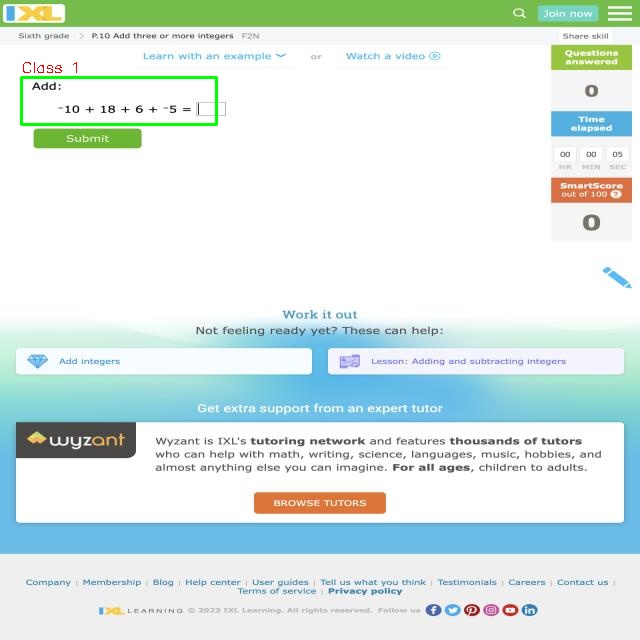 IXL
Join now
Sixth grade > P.10 Add three or more integers F2N
Share skill
Learn with an example or Watch a video
Questions answered
0
Class 1
Add:
⁻10 + 18 + 6 + ⁻5 =
Submit
Time elapsed
00 00 05
HR MIN SEC
SmartScore
out of 100 ?
0
Work it out
Not feeling ready yet? These can help:
Add integers
Lesson: Adding and subtracting integers
Get extra support from an expert tutor
wyzant
Wyzant is IXL's tutoring network and features thousands of tutors
who can help with math, writing, science, languages, music, hobbies, and
almost anything else you can imagine. For all ages, children to adults.
BROWSE TUTORS
Company | Membership | Blog | Help center | User guides | Tell us what you think | Testimonials | Careers | Contact us |
Terms of service | Privacy policy
IXL LEARNING © 2023 IXL Learning. All rights reserved. Follow us